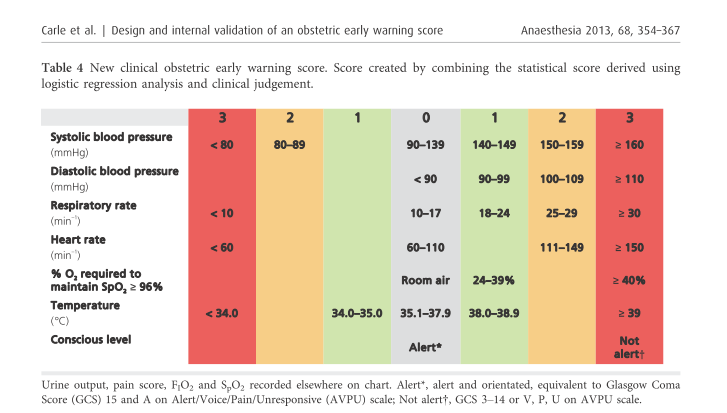 Carle et al. | Design and internal validation of an obstetric early warning score Anaesthesia 2013, 68, 354–367
Table 4 New clinical obstetric early warning score. Score created by combining the statistical score derived using
logistic regression analysis and clinical judgement.
3 2 1 0 1 2 3
Systolic blood pressure
(mmHg)
< 80 80–89 90–139 140–149 150–159 ≥ 160
Diastolic blood pressure
(mmHg)
< 90 90–99 100–109 ≥ 110
Respiratory rate
(min⁻¹)
< 10 10–17 18–24 25–29 ≥ 30
Heart rate
(min⁻¹)
< 60 60–110 111–149 ≥ 150
% O₂ required to
maintain SpO₂ ≥ 96%
Room air 24–39% ≥ 40%
Temperature
(°C)
< 34.0 34.0–35.0 35.1–37.9 38.0–38.9 ≥ 39
Conscious level
Alert* Not
alert†
Urine output, pain score, FIO2 and SpO2 recorded elsewhere on chart. Alert*, alert and orientated, equivalent to Glasgow Coma
Score (GCS) 15 and A on Alert/Voice/Pain/Unresponsive (AVPU) scale; Not alert†, GCS 3–14 or V, P, U on AVPU scale.